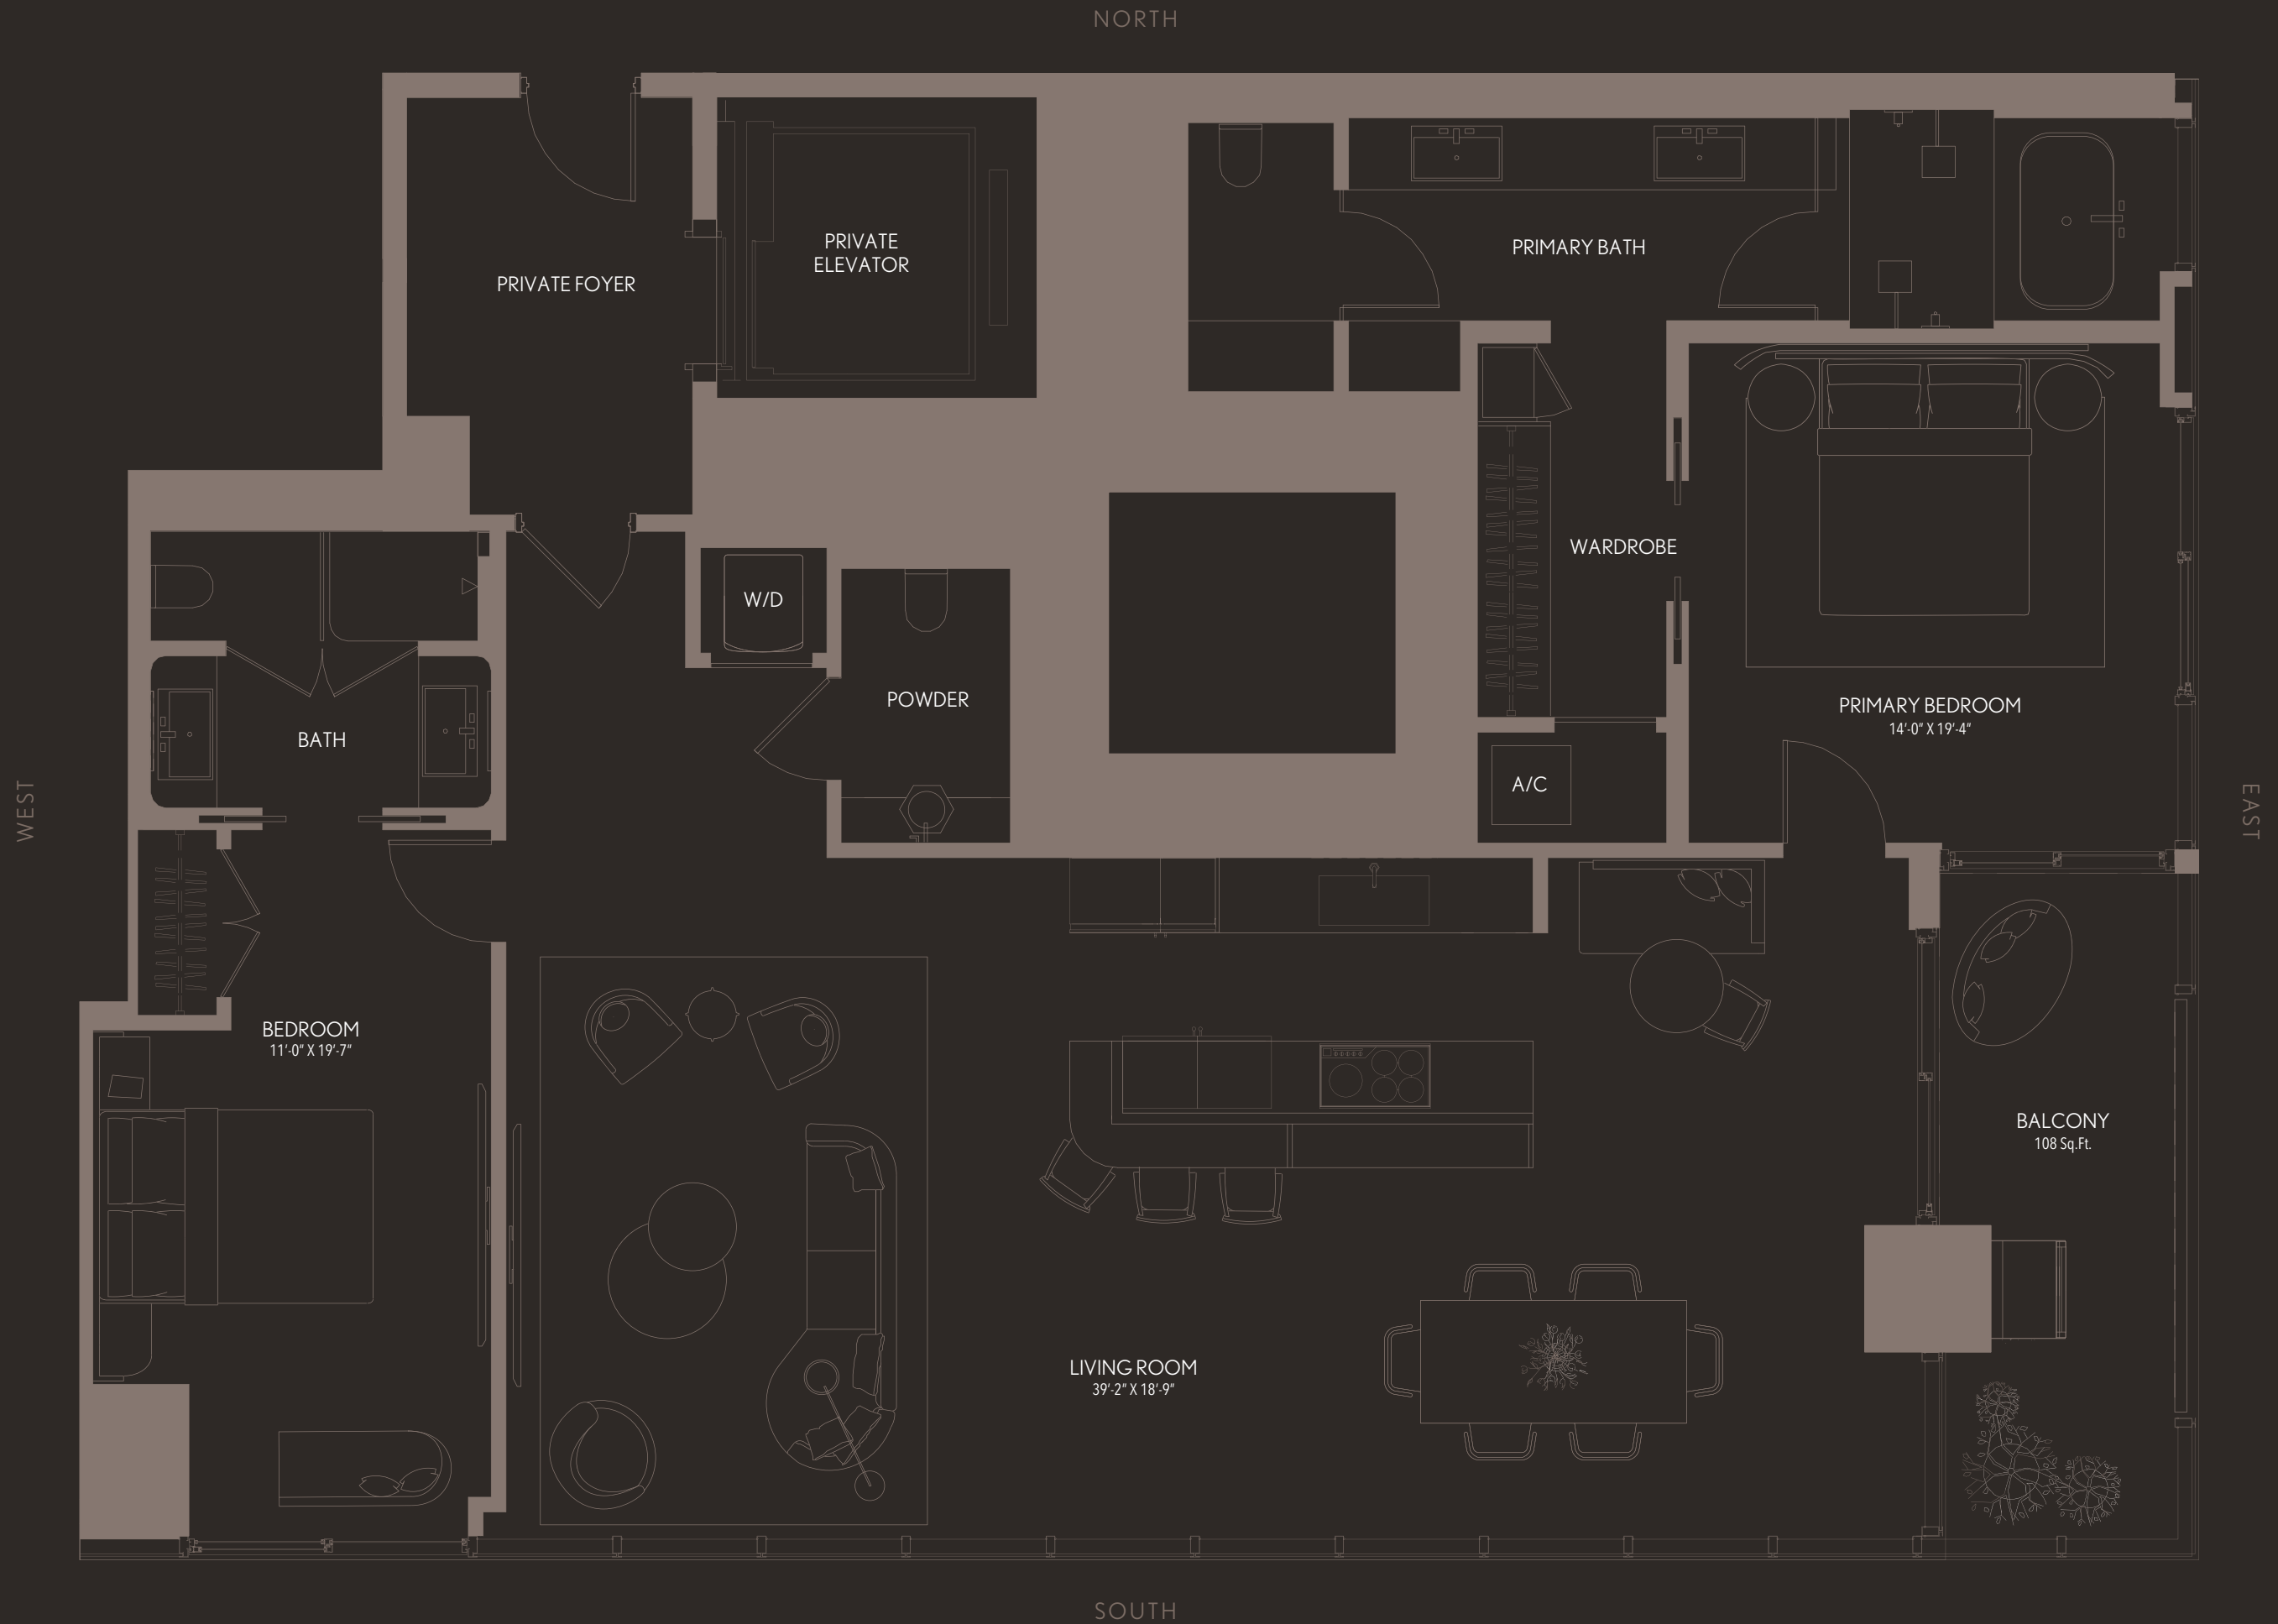 NORTH
PRIVATE
ELEVATOR
PRIMARY BATH
PRIVATE FOYER
WARDROBE
W/D
POWDER
PRIMARY BEDROOM
14'-0" X 19'-4"
BATH
A/C
WEST
EAST
BEDROOM
11'-0" X 19'-7"
BALCONY
108 Sq.Ft.
LIVING ROOM
39'-2" X 18'-9"
SOUTH